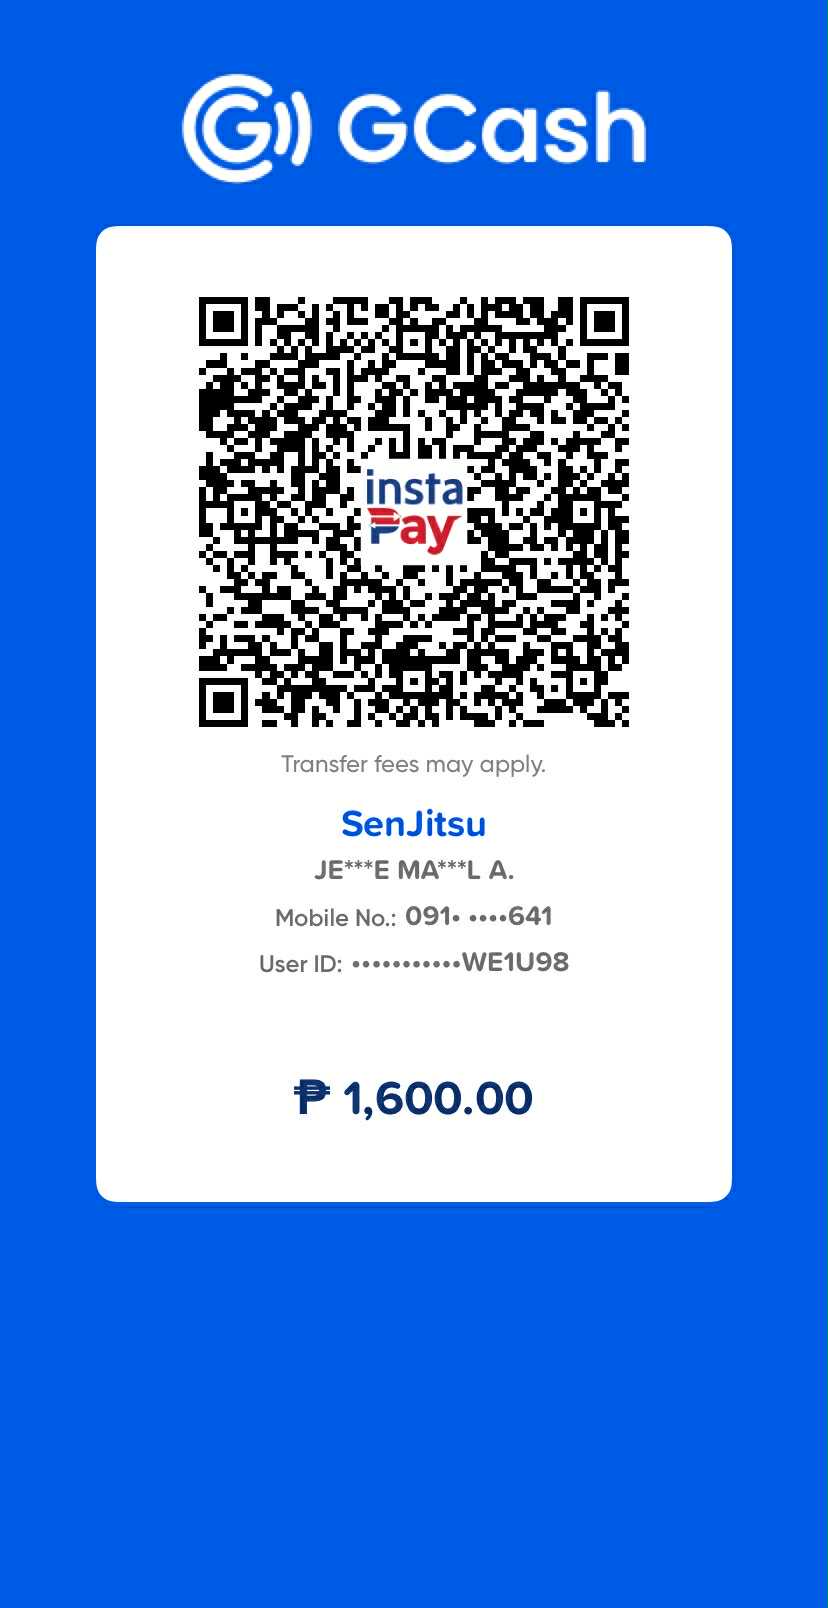 GCash
insta
Pay
Transfer fees may apply.
SenJitsu
JE***E MA***L A.
Mobile No.: 091• ••••641
User ID: •••••••••••WE1U98
₱ 1,600.00